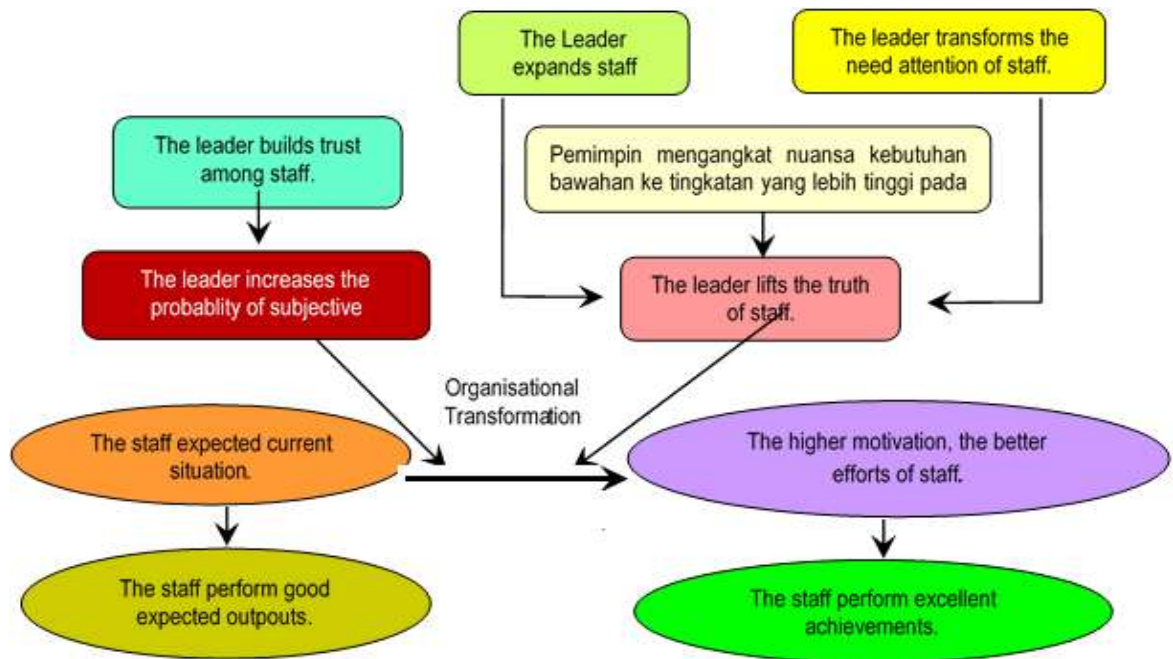 The Leader
expands staff
The leader transforms the
need attention of staff.
The leader builds trust
among staff.
Pemimpin mengangkat nuansa kebutuhan
bawahan ke tingkatan yang lebih tinggi pada
The leader increases the
probablity of subjective
The leader lifts the truth
of staff.
Organisational
Transformation
The staff expected current
situation.
The higher motivation, the better
efforts of staff.
The staff perform good
expected outpouts.
The staff perform excellent
achievements.